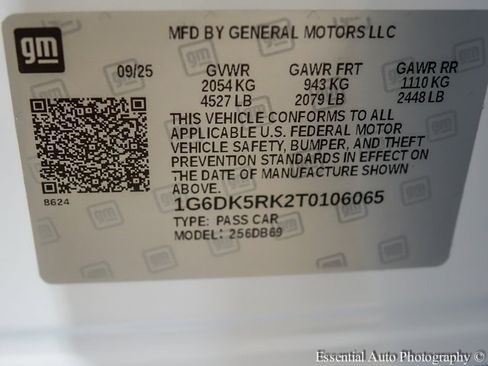 gm
MFD BY GENERAL MOTORS LLC
09/25 GVWR GAWR FRT GAWR RR
2054 KG 943 KG 1110 KG
4527 LB 2079 LB 2448 LB
THIS VEHICLE CONFORMS TO ALL
APPLICABLE U.S. FEDERAL MOTOR
VEHICLE SAFETY, BUMPER, AND THEFT
PREVENTION STANDARDS IN EFFECT ON
THE DATE OF MANUFACTURE SHOWN
ABOVE.
8624
1G6DK5RK2T0106065
TYPE: PASS CAR
MODEL: 256DB69
Essential Auto Photography ©